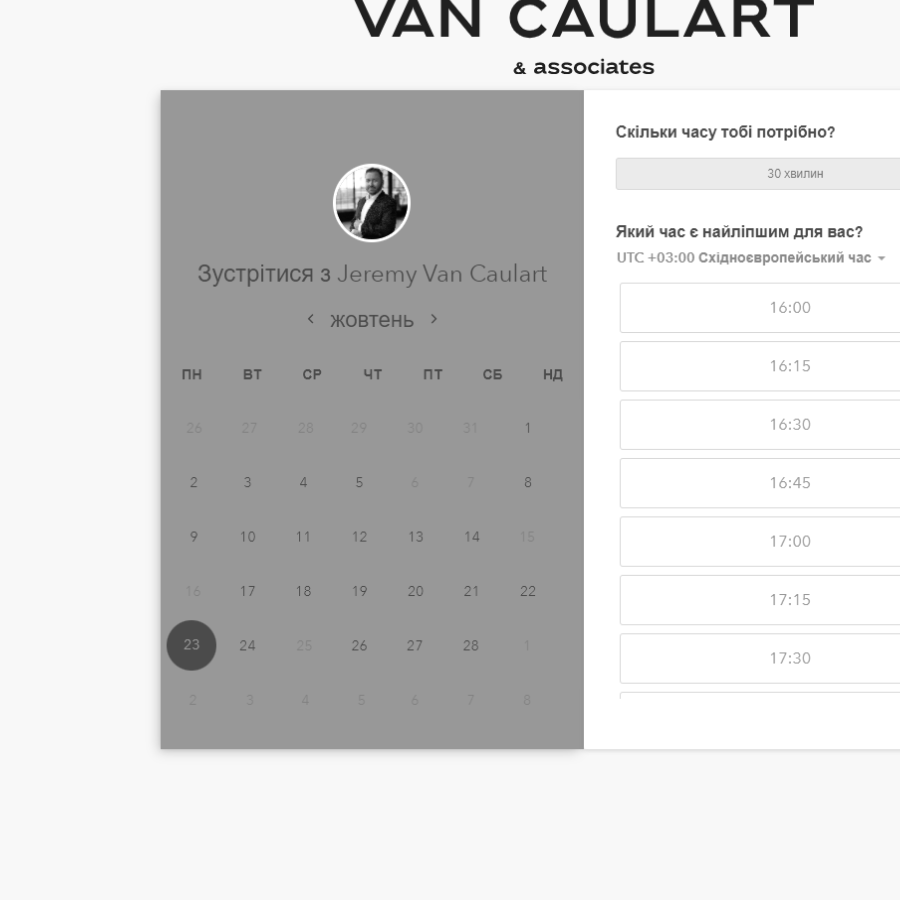 VAN CAULART
& associates
Зустрітися з Jeremy Van Caulart
жовтень
ПН ВТ СР ЧТ ПТ СБ НД
26 27 28 29 30 31 1
2 3 4 5 6 7 8
9 10 11 12 13 14 15
16 17 18 19 20 21 22
23 24 25 26 27 28 1
2 3 4 5 6 7 8
Скільки часу тобі потрібно?
30 хвилин
Який час є найліпшим для вас?
UTC +03:00 Східноєвропейський час
16:00
16:15
16:30
16:45
17:00
17:15
17:30